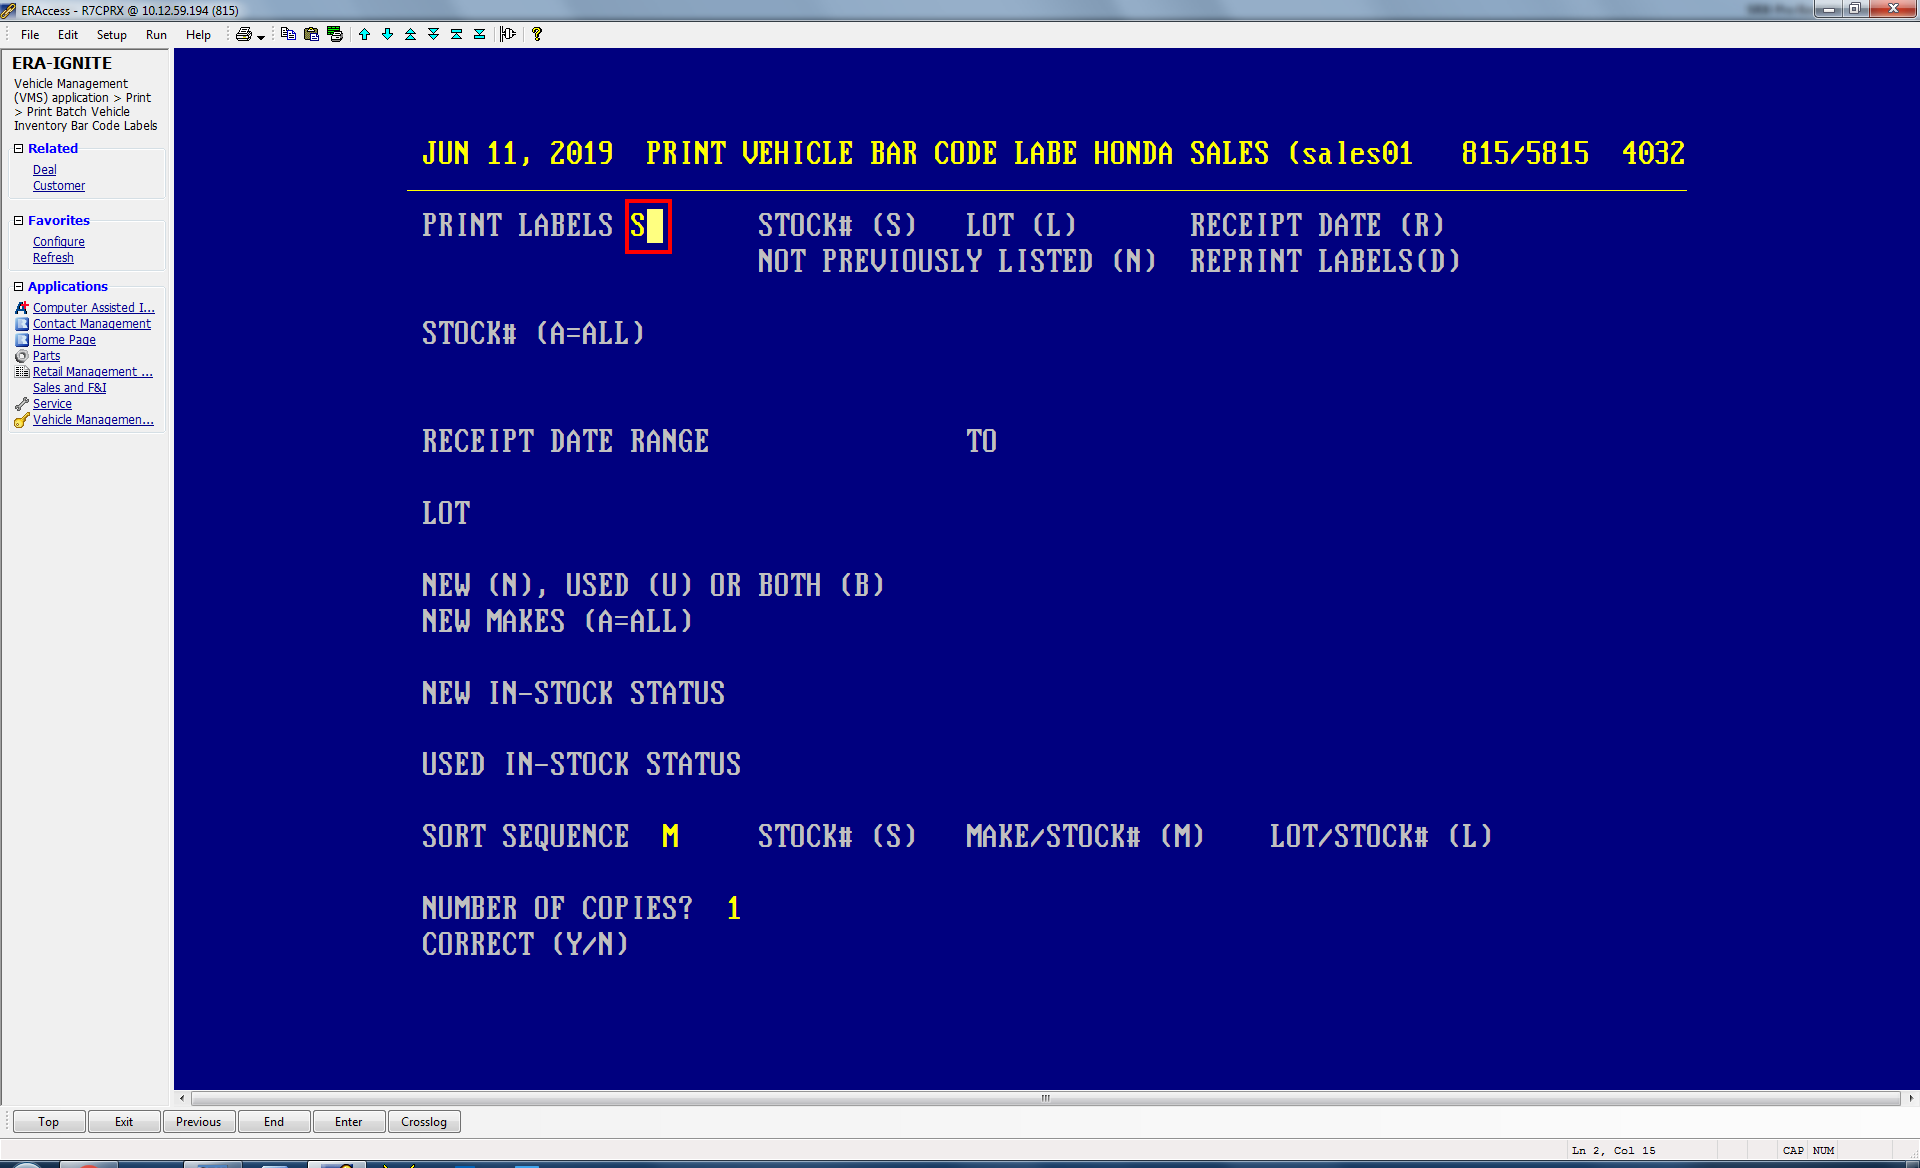 ERAccess - R7CPRX @ 10.12.59.194 (815)
File Edit Setup Run Help
ERA-IGNITE
Vehicle Management
(VMS) application > Print
> Print Batch Vehicle
Inventory Bar Code Labels
Related
Deal
Customer
Favorites
Configure
Refresh
Applications
Computer Assisted I...
Contact Management
Home Page
Parts
Retail Management ...
Sales and F&I
Service
Vehicle Managemen...
JUN 11, 2019 PRINT VEHICLE BAR CODE LABE HONDA SALES (sales01 815/5815 4032
PRINT LABELS S STOCK# (S) LOT (L) RECEIPT DATE (R)
NOT PREVIOUSLY LISTED (N) REPRINT LABELS(D)
STOCK# (A=ALL)
RECEIPT DATE RANGE TO
LOT
NEW (N), USED (U) OR BOTH (B)
NEW MAKES (A=ALL)
NEW IN-STOCK STATUS
USED IN-STOCK STATUS
SORT SEQUENCE M STOCK# (S) MAKE/STOCK# (M) LOT/STOCK# (L)
NUMBER OF COPIES? 1
CORRECT (Y/N)
Top Exit Previous End Enter Crosslog
Ln 2, Col 15 CAP NUM